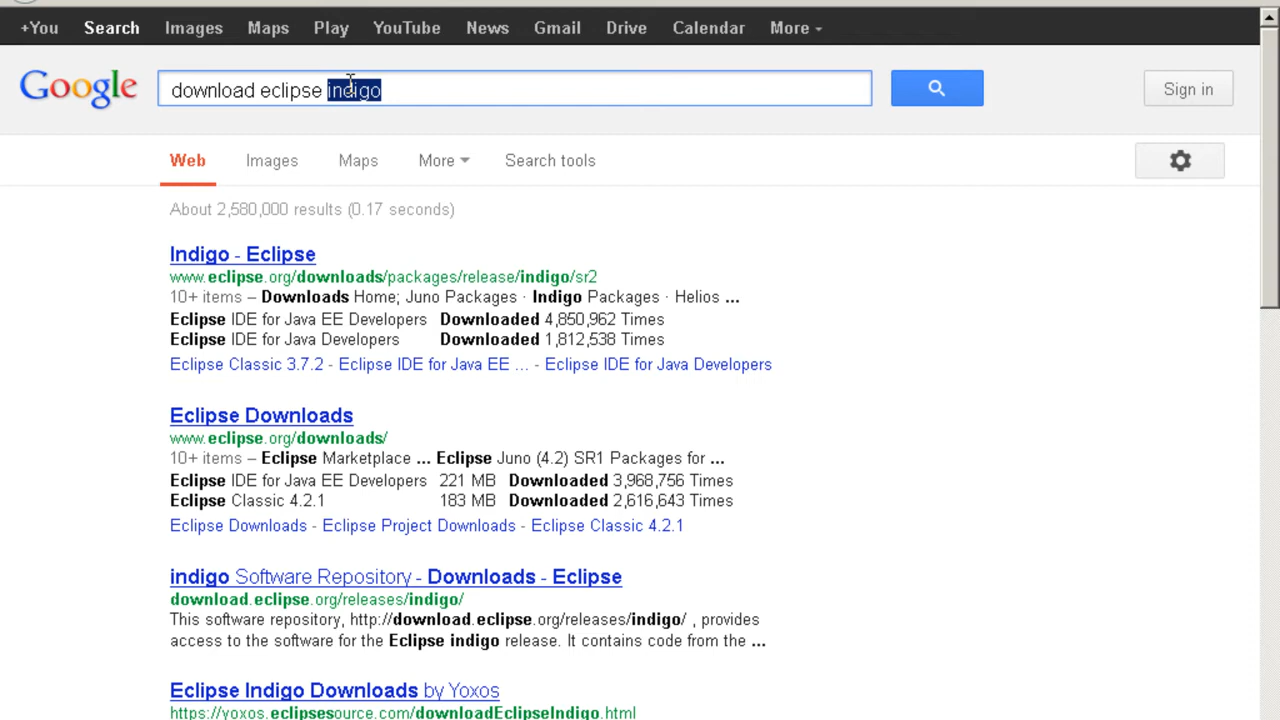 +You Search Images Maps Play YouTube News Gmail Drive Calendar More
Google download eclipse indigo Sign in
Web Images Maps More Search tools
About 2,580,000 results (0.17 seconds)
Indigo - Eclipse
www.eclipse.org/downloads/packages/release/indigo/sr2
10+ items – Downloads Home; Juno Packages · Indigo Packages · Helios ...
Eclipse IDE for Java EE Developers Downloaded 4,850,962 Times
Eclipse IDE for Java Developers Downloaded 1,812,538 Times
Eclipse Classic 3.7.2 - Eclipse IDE for Java EE ... - Eclipse IDE for Java Developers
Eclipse Downloads
www.eclipse.org/downloads/
10+ items – Eclipse Marketplace ... Eclipse Juno (4.2) SR1 Packages for ...
Eclipse IDE for Java EE Developers 221 MB Downloaded 3,968,756 Times
Eclipse Classic 4.2.1 183 MB Downloaded 2,616,643 Times
Eclipse Downloads - Eclipse Project Downloads - Eclipse Classic 4.2.1
indigo Software Repository - Downloads - Eclipse
download.eclipse.org/releases/indigo/
This software repository, http://download.eclipse.org/releases/indigo/ , provides
access to the software for the Eclipse indigo release. It contains code from the ...
Eclipse Indigo Downloads by Yoxos
https://yoxos.eclipsesource.com/downloadEclipseIndigo.html